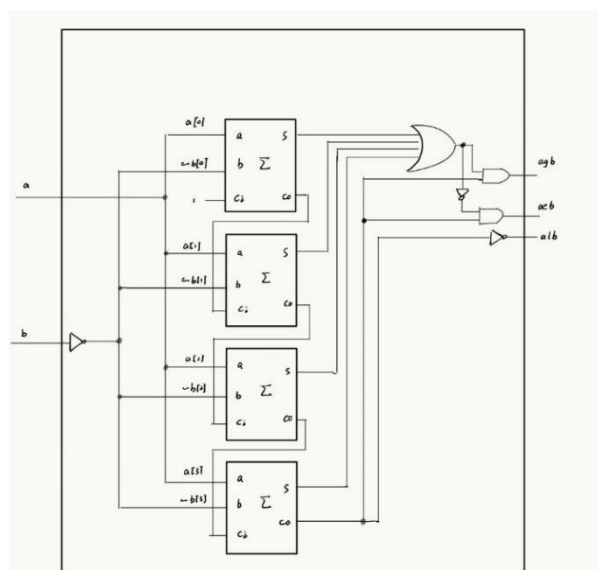 a[0]
a S
agb
~b[0]
b Σ
a
1
Ci Co
aeb
alb
a[1]
a S
~b[1]
b Σ
Ci Co
b
a[1]
a S
~b[2]
b Σ
Ci Co
a[3]
a S
~b[3]
b Σ
Ci Co